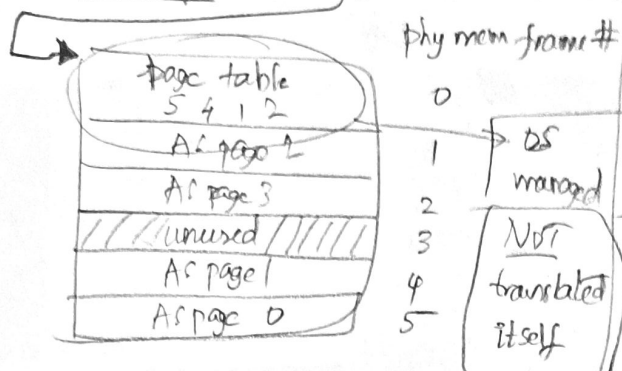 phy mem frame #
page table
5 4 1 2
0
AS page 2
1
AS page 3
2
unused
3
AS page 1
4
AS page 0
5
OS
managed
NOT
translated
itself